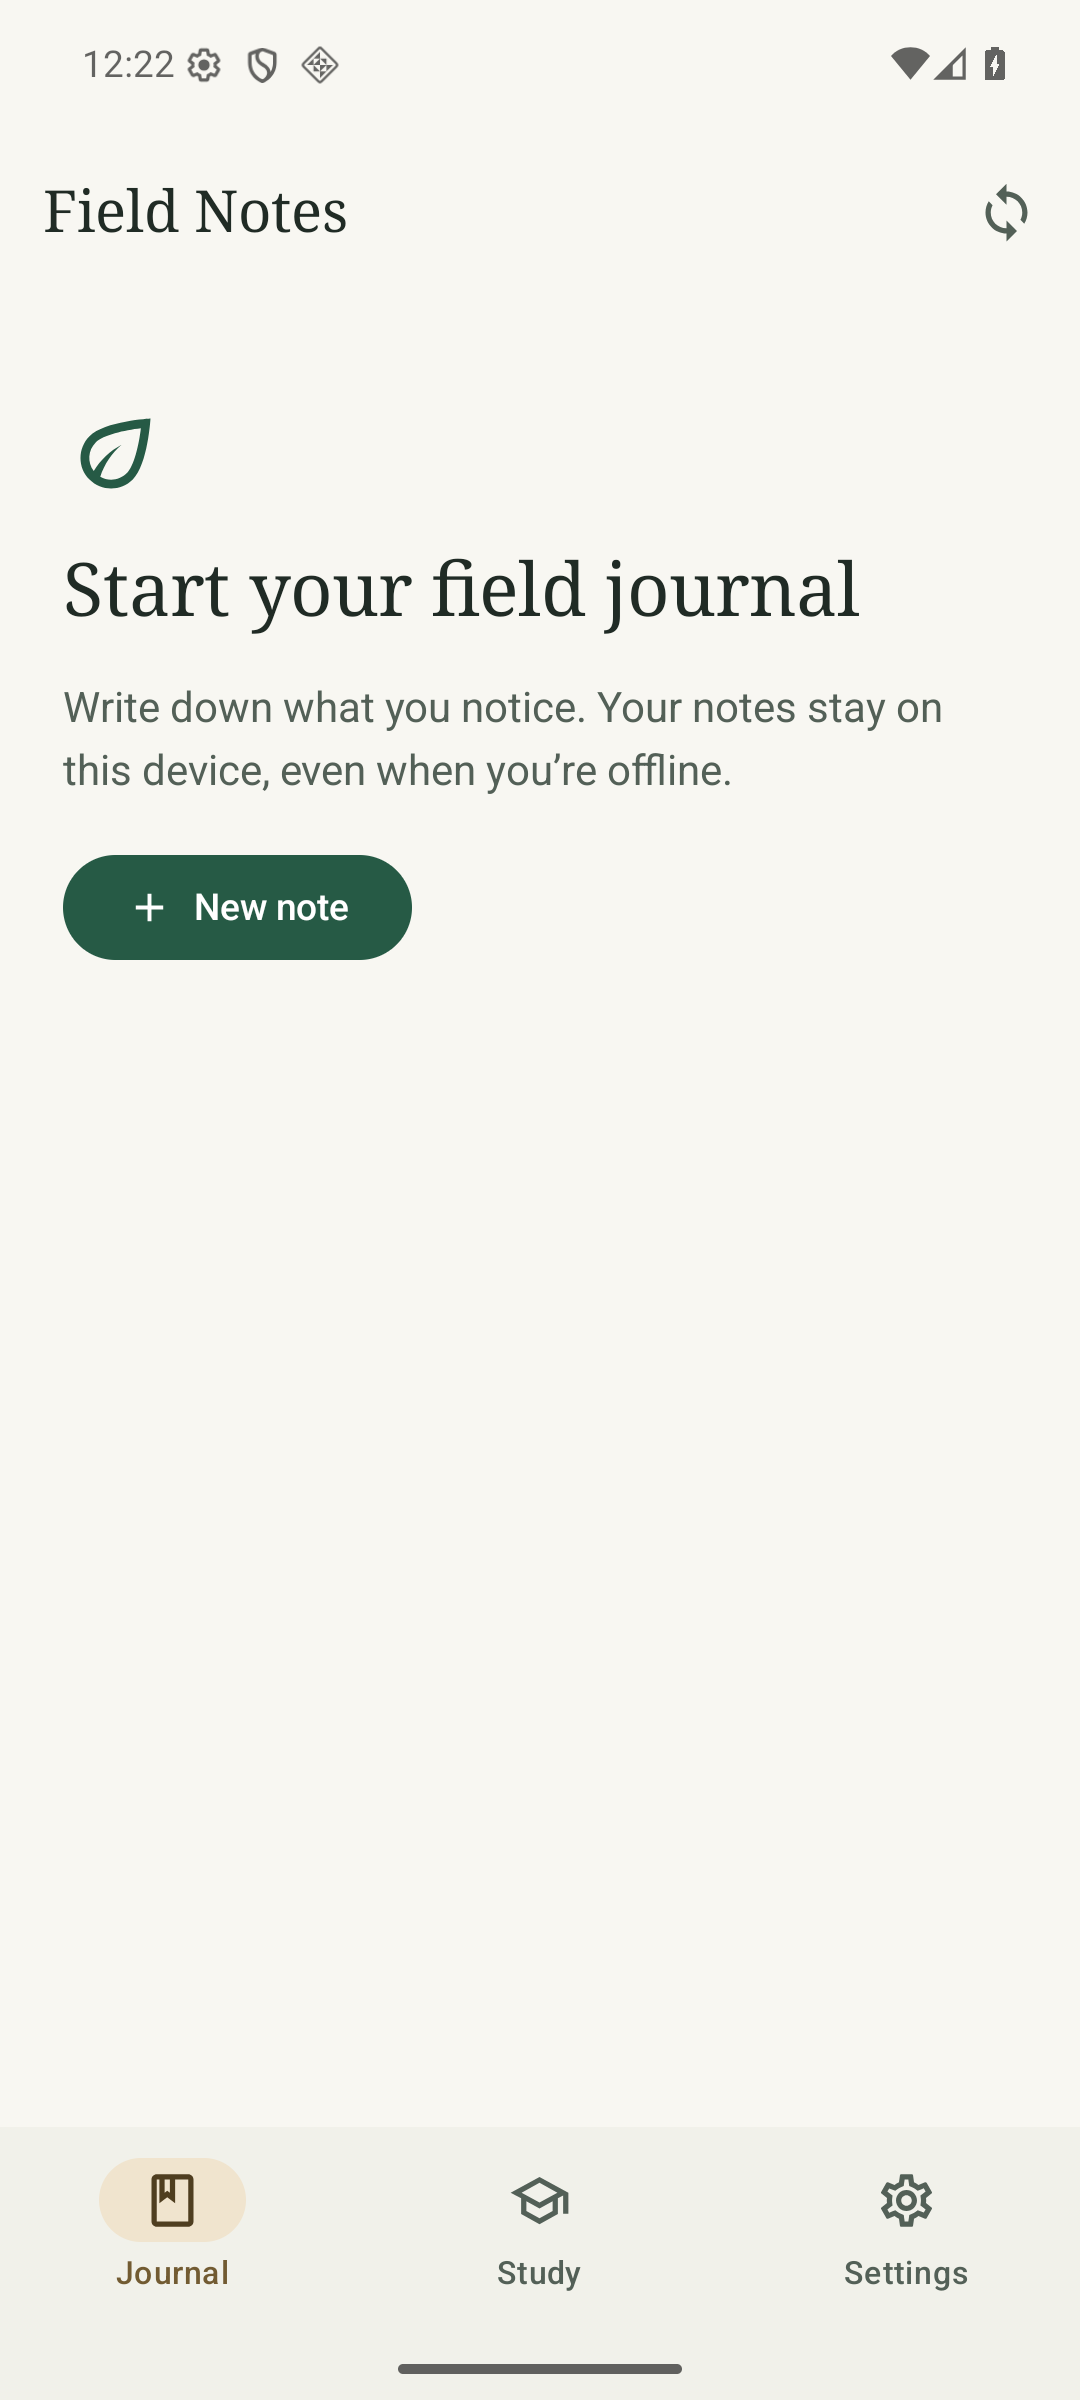 12:22
Field Notes
Start your field journal
Write down what you notice. Your notes stay on
this device, even when you’re offline.
New note
Journal
Study
Settings